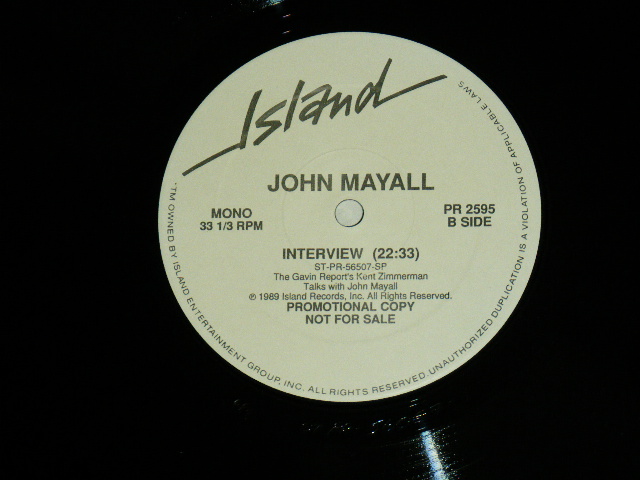 Island
JOHN MAYALL
MONO
33 1/3 RPM
PR 2595
B SIDE
INTERVIEW (22:33)
ST-PR-56507-SP
The Gavin Report's Kent Zimmerman
Talks with John Mayall
℗ 1989 Island Records, Inc. All Rights Reserved.
PROMOTIONAL COPY
NOT FOR SALE
"TM OWNED BY ISLAND ENTERTAINMENT GROUP, INC. ALL RIGHTS RESERVED. UNAUTHORIZED DUPLICATION IS A VIOLATION OF APPLICABLE LAWS